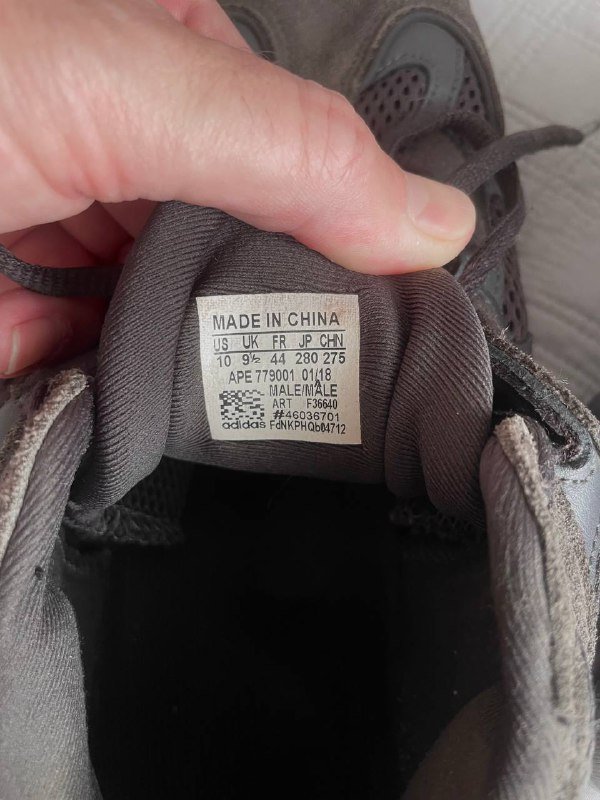 MADE IN CHINA
US UK FR JP CHN
10 9½ 44 280 275
APE 779001 01/18
MALE/MÂLE
ART F36640
#46036701
adidas FdNKPHQb04712